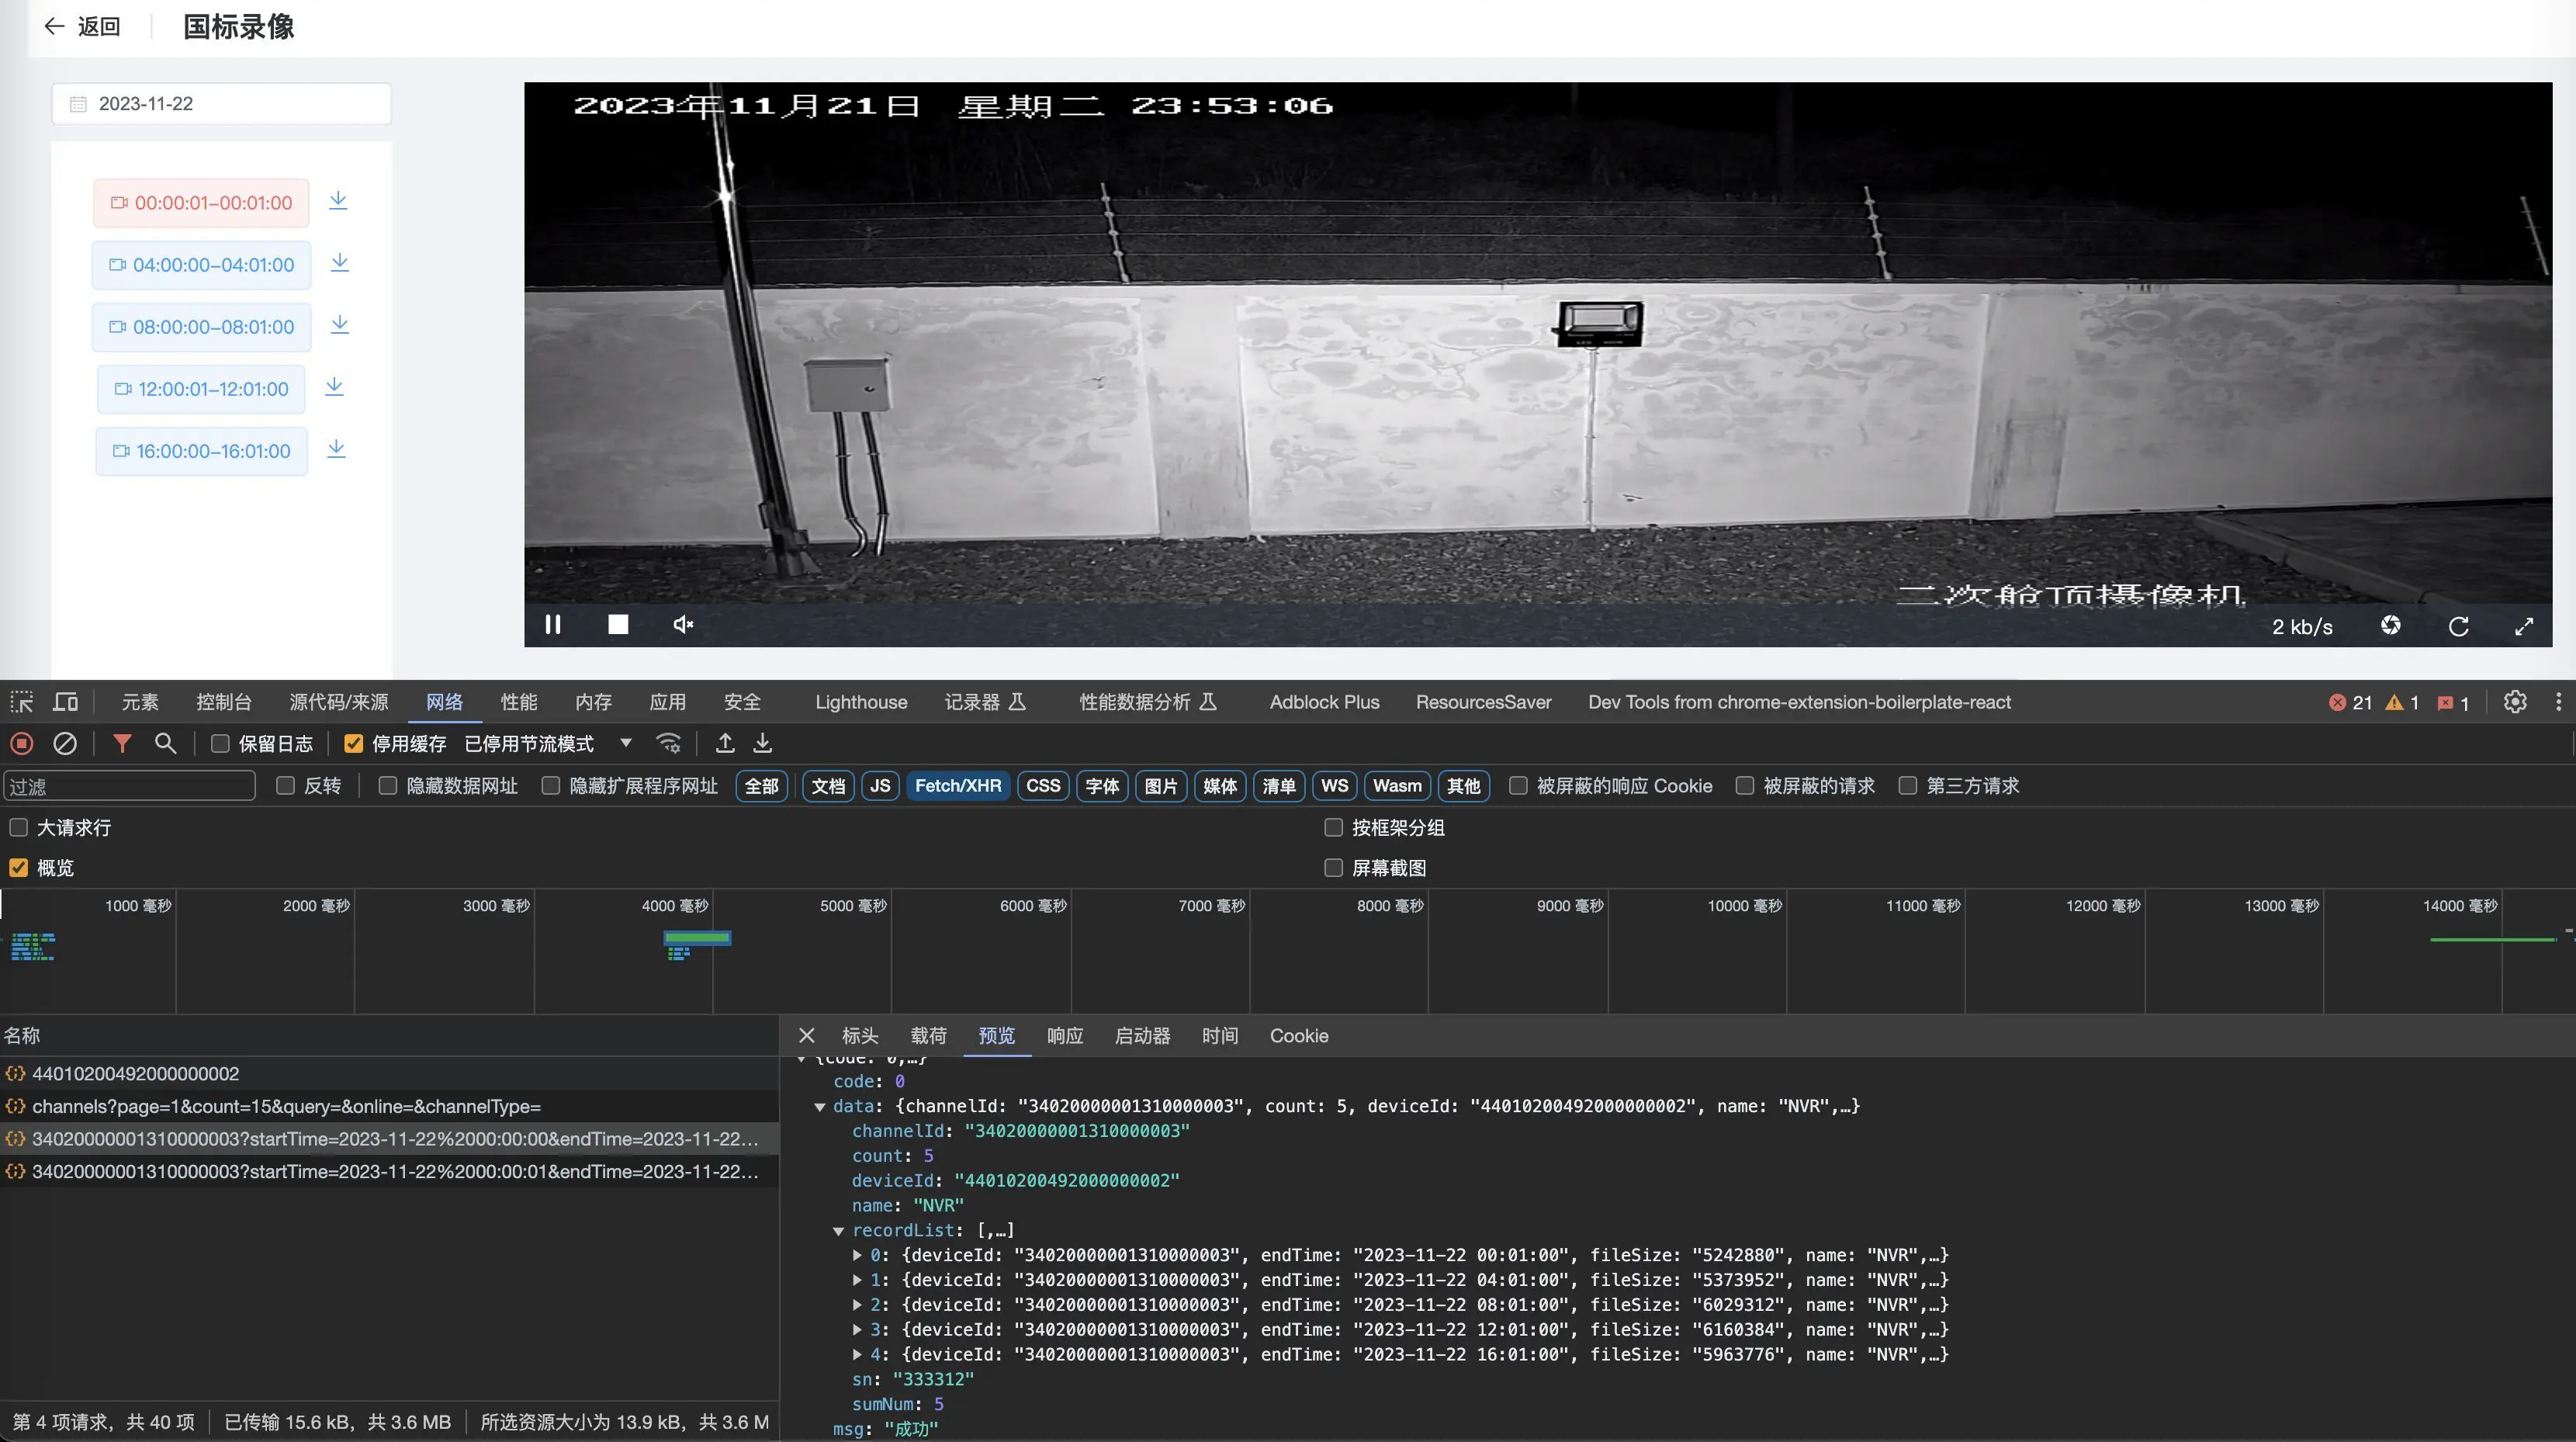 返回 国标录像
2023-11-22
00:00:01–00:01:00
04:00:00–04:01:00
08:00:00–08:01:00
12:00:01–12:01:00
16:00:00–16:01:00
2023年11月21日 星期二 23:53:06
二次舱顶摄像机
2 kb/s
元素 控制台 源代码/来源 网络 性能 内存 应用 安全 Lighthouse 记录器 性能数据分析 Adblock Plus ResourcesSaver Dev Tools from chrome-extension-boilerplate-react 21 1 1
保留日志 停用缓存 已停用节流模式
过滤 反转 隐藏数据网址 隐藏扩展程序网址 全部 文档 JS Fetch/XHR CSS 字体 图片 媒体 清单 WS Wasm 其他 被屏蔽的响应 Cookie 被屏蔽的请求 第三方请求
大请求行 按框架分组
概览 屏幕截图
1000 毫秒 2000 毫秒 3000 毫秒 4000 毫秒 5000 毫秒 6000 毫秒 7000 毫秒 8000 毫秒 9000 毫秒 10000 毫秒 11000 毫秒 12000 毫秒 13000 毫秒 14000 毫秒
名称
44010200492000000002
channels?page=1&count=15&query=&online=&channelType=
34020000001310000003?startTime=2023-11-22%2000:00:00&endTime=2023-11-22…
34020000001310000003?startTime=2023-11-22%2000:00:01&endTime=2023-11-22…
第 4 项请求，共 40 项 已传输 15.6 kB，共 3.6 MB 所选资源大小为 13.9 kB，共 3.6 M
标头 载荷 预览 响应 启动器 时间 Cookie
{code: 0,…}
code: 0
data: {channelId: "34020000001310000003", count: 5, deviceId: "44010200492000000002", name: "NVR",…}
channelId: "34020000001310000003"
count: 5
deviceId: "44010200492000000002"
name: "NVR"
recordList: [,…]
0: {deviceId: "34020000001310000003", endTime: "2023-11-22 00:01:00", fileSize: "5242880", name: "NVR",…}
1: {deviceId: "34020000001310000003", endTime: "2023-11-22 04:01:00", fileSize: "5373952", name: "NVR",…}
2: {deviceId: "34020000001310000003", endTime: "2023-11-22 08:01:00", fileSize: "6029312", name: "NVR",…}
3: {deviceId: "34020000001310000003", endTime: "2023-11-22 12:01:00", fileSize: "6160384", name: "NVR",…}
4: {deviceId: "34020000001310000003", endTime: "2023-11-22 16:01:00", fileSize: "5963776", name: "NVR",…}
sn: "333312"
sumNum: 5
msg: "成功"